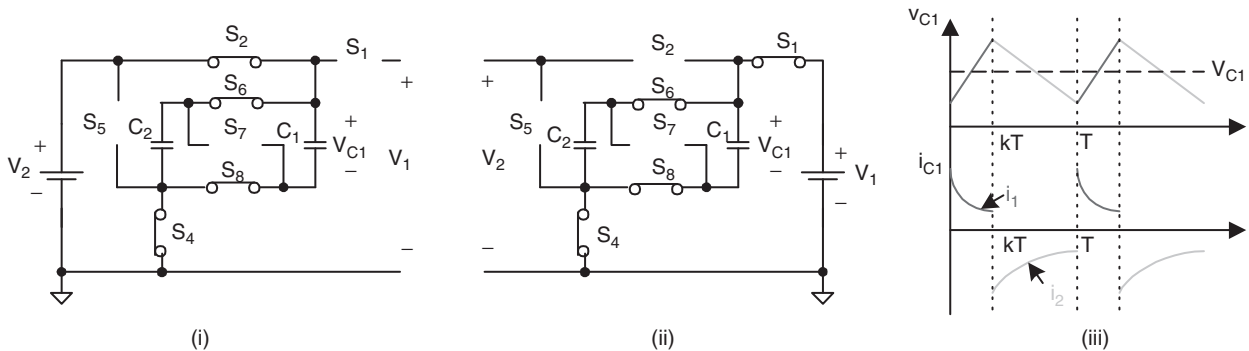 S2
S1
+
S6
+
S5
C2
S7
C1
+
VC1
V2
V1
−
−
S8
S4
−
(i)
S2
S1
+
S6
S5
C2
S7
C1
+
VC1
+
V2
V1
−
−
S8
S4
−
(ii)
vC1
VC1
kT
T
iC1
i1
kT
T
i2
(iii)